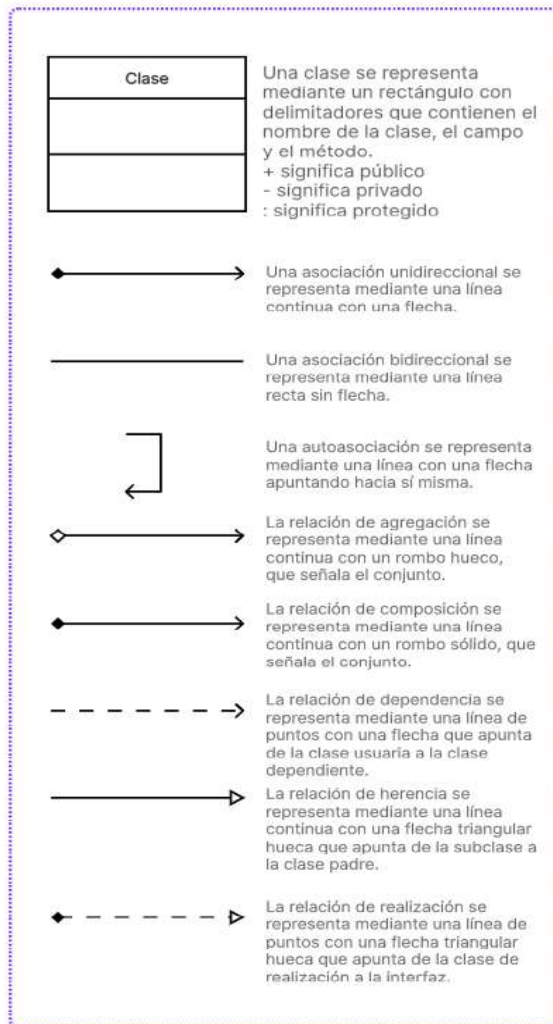 Clase
Una clase se representa
mediante un rectángulo con
delimitadores que contienen el
nombre de la clase, el campo
y el método.
+ significa público
- significa privado
: significa protegido
Una asociación unidireccional se
representa mediante una línea
continua con una flecha.
Una asociación bidireccional se
representa mediante una línea
recta sin flecha.
Una autoasociación se representa
mediante una línea con una flecha
apuntando hacia sí misma.
La relación de agregación se
representa mediante una línea
continua con un rombo hueco,
que señala el conjunto.
La relación de composición se
representa mediante una línea
continua con un rombo sólido, que
señala el conjunto.
La relación de dependencia se
representa mediante una línea de
puntos con una flecha que apunta
de la clase usuaria a la clase
dependiente.
La relación de herencia se
representa mediante una línea
continua con una flecha triangular
hueca que apunta de la subclase a
la clase padre.
La relación de realización se
representa mediante una línea de
puntos con una flecha triangular
hueca que apunta de la clase de
realización a la interfaz.